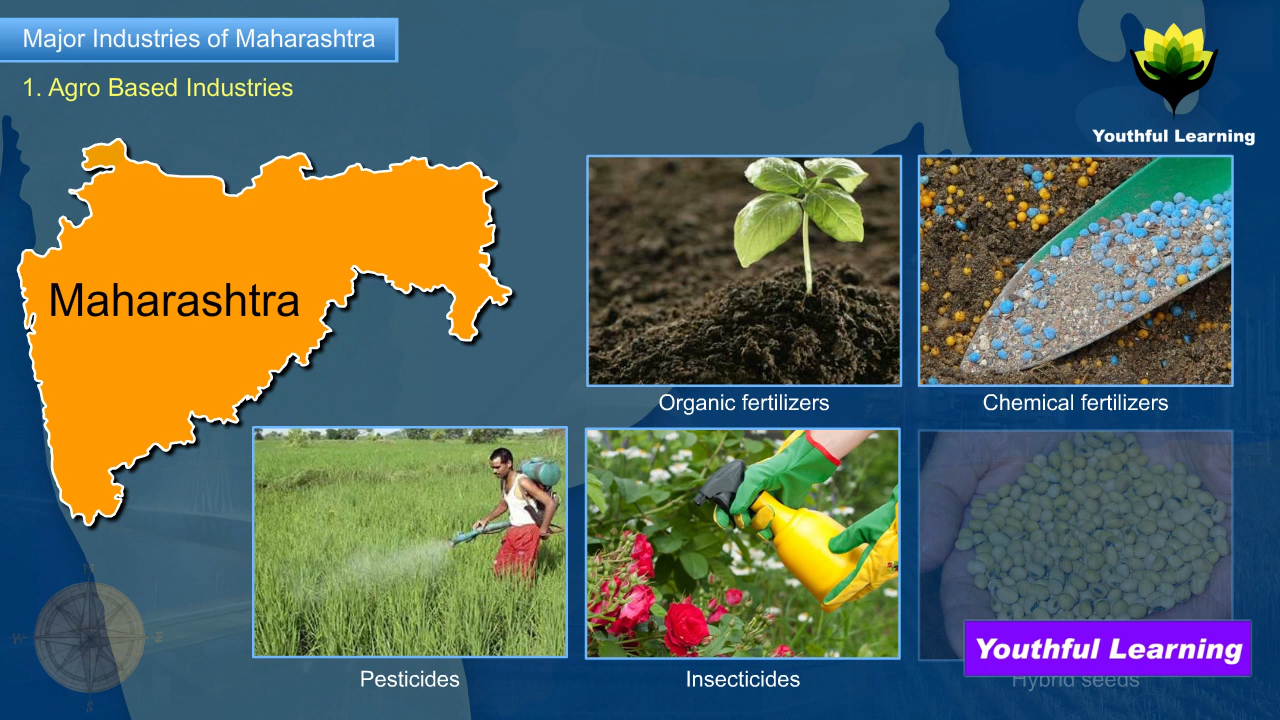 Major Industries of Maharashtra
1. Agro Based Industries
Youthful Learning
Maharashtra
Organic fertilizers
Chemical fertilizers
Pesticides
Insecticides
Youthful Learning
Hybrid seeds
N
W
E
S